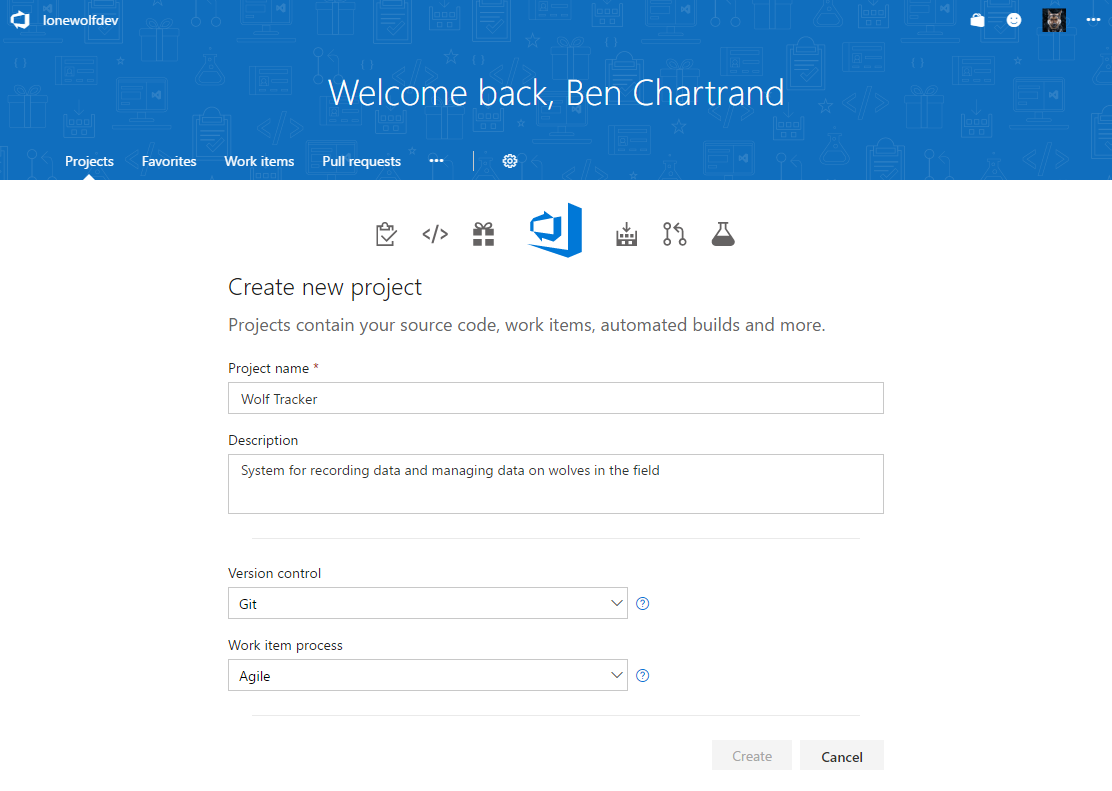 lonewolfdev
Welcome back, Ben Chartrand
Projects Favorites Work items Pull requests
Create new project
Projects contain your source code, work items, automated builds and more.
Project name *
Wolf Tracker
Description
System for recording data and managing data on wolves in the field
Version control
Git
Work item process
Agile
Create Cancel